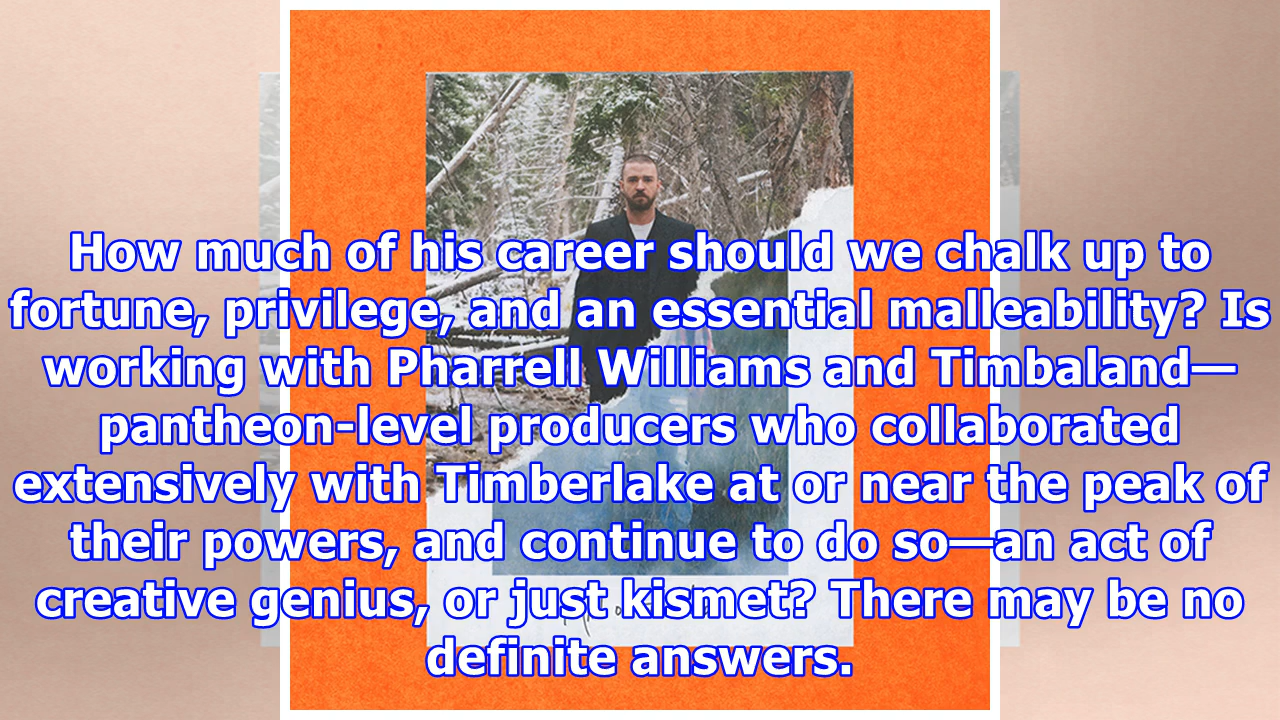 How much of his career should we chalk up to
fortune, privilege, and an essential malleability? Is
working with Pharrell Williams and Timbaland—
pantheon-level producers who collaborated
extensively with Timberlake at or near the peak of
their powers, and continue to do so—an act of
creative genius, or just kismet? There may be no
definite answers.